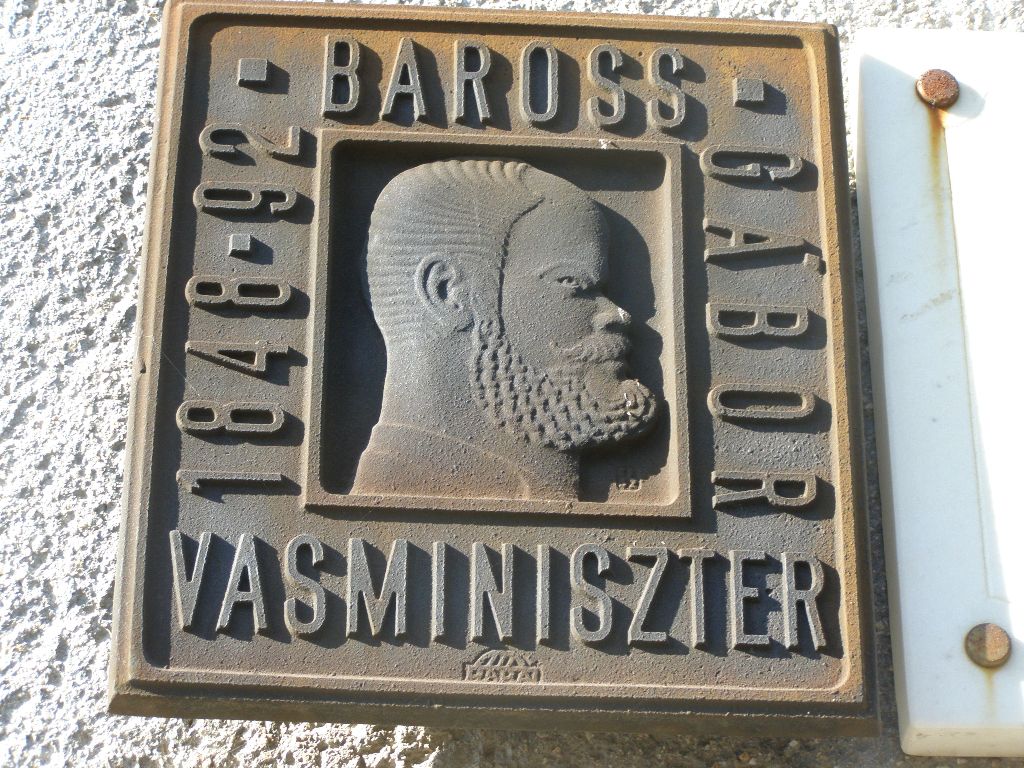 1848·92
·BAROSS·
GÁBOR
VASMINISZTER